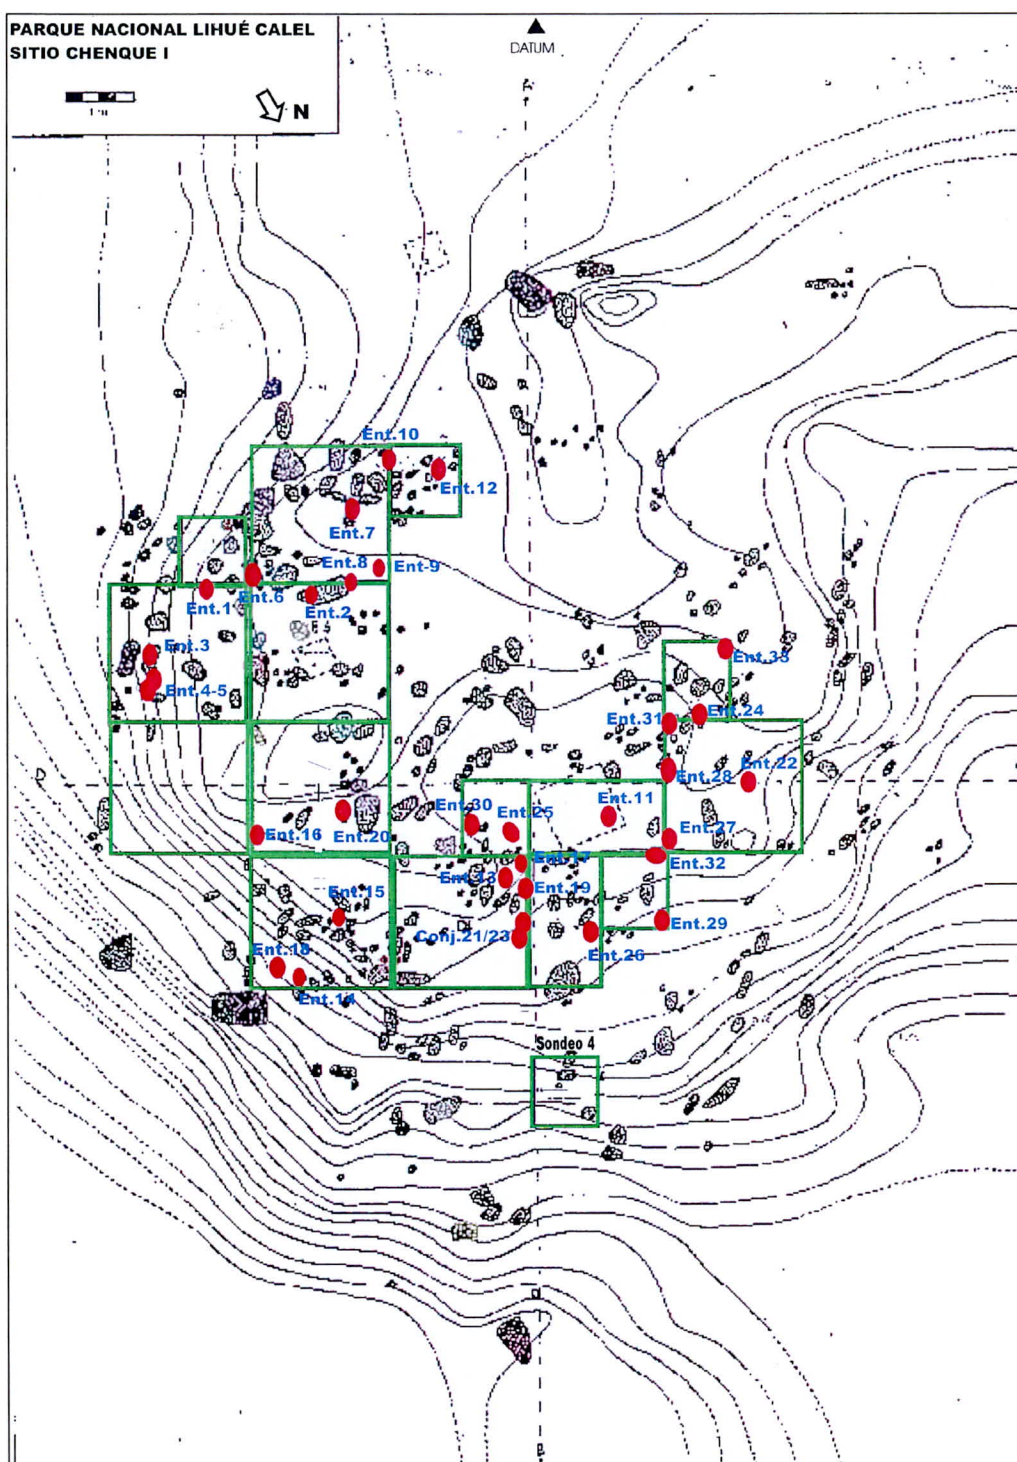 PARQUE NACIONAL LIHUÉ CALEL
SITIO CHENQUE I
N
DATUM
Ent.10
Ent.12
Ent.7
Ent.8
Ent-9
Ent.1
Ent.6
Ent.2
Ent.3
Ent.33
Ent.4-5
Ent.24
Ent.31
Ent.28
Ent.22
Ent.11
Ent.30
Ent.25
Ent.16
Ent.20
Ent.27
Ent.17
Ent.32
Ent.13
Ent.19
Ent.15
Ent.29
Conj.21/23
Ent.26
Ent.18
Ent.14
Sondeo 4